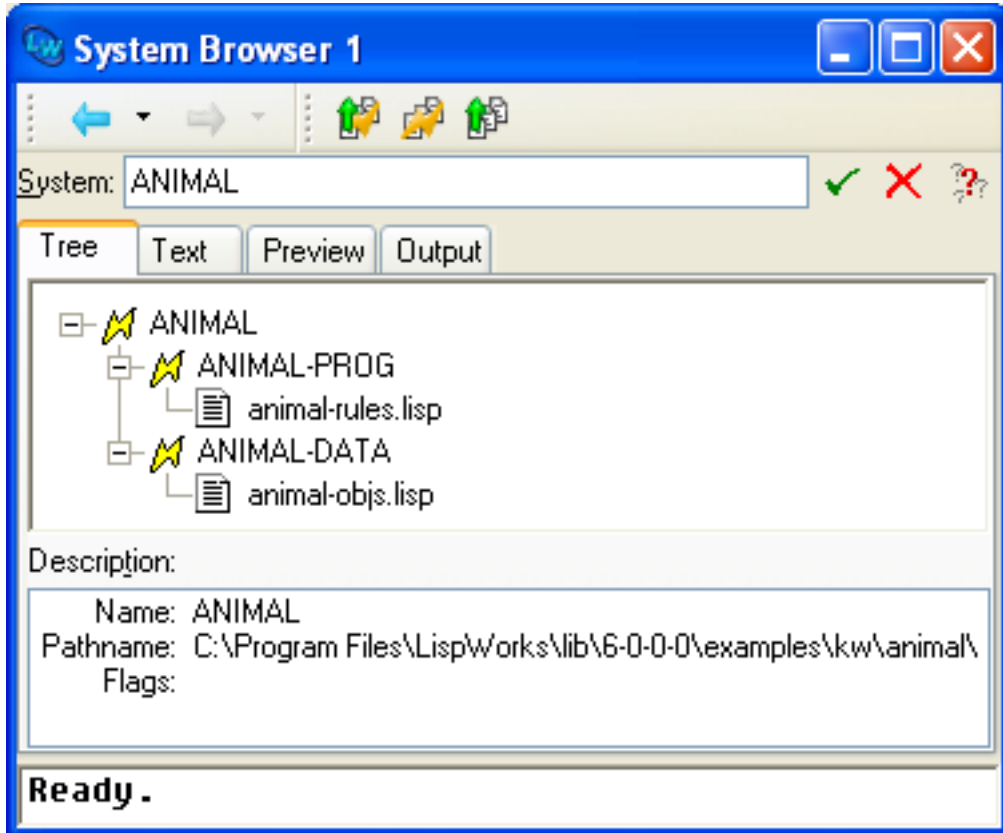 System Browser 1
System: ANIMAL
Tree Text Preview Output
ANIMAL
ANIMAL-PROG
animal-rules.lisp
ANIMAL-DATA
animal-objs.lisp
Description:
Name: ANIMAL
Pathname: C:\Program Files\LispWorks\lib\6-0-0-0\examples\kw\animal\
Flags:
Ready.